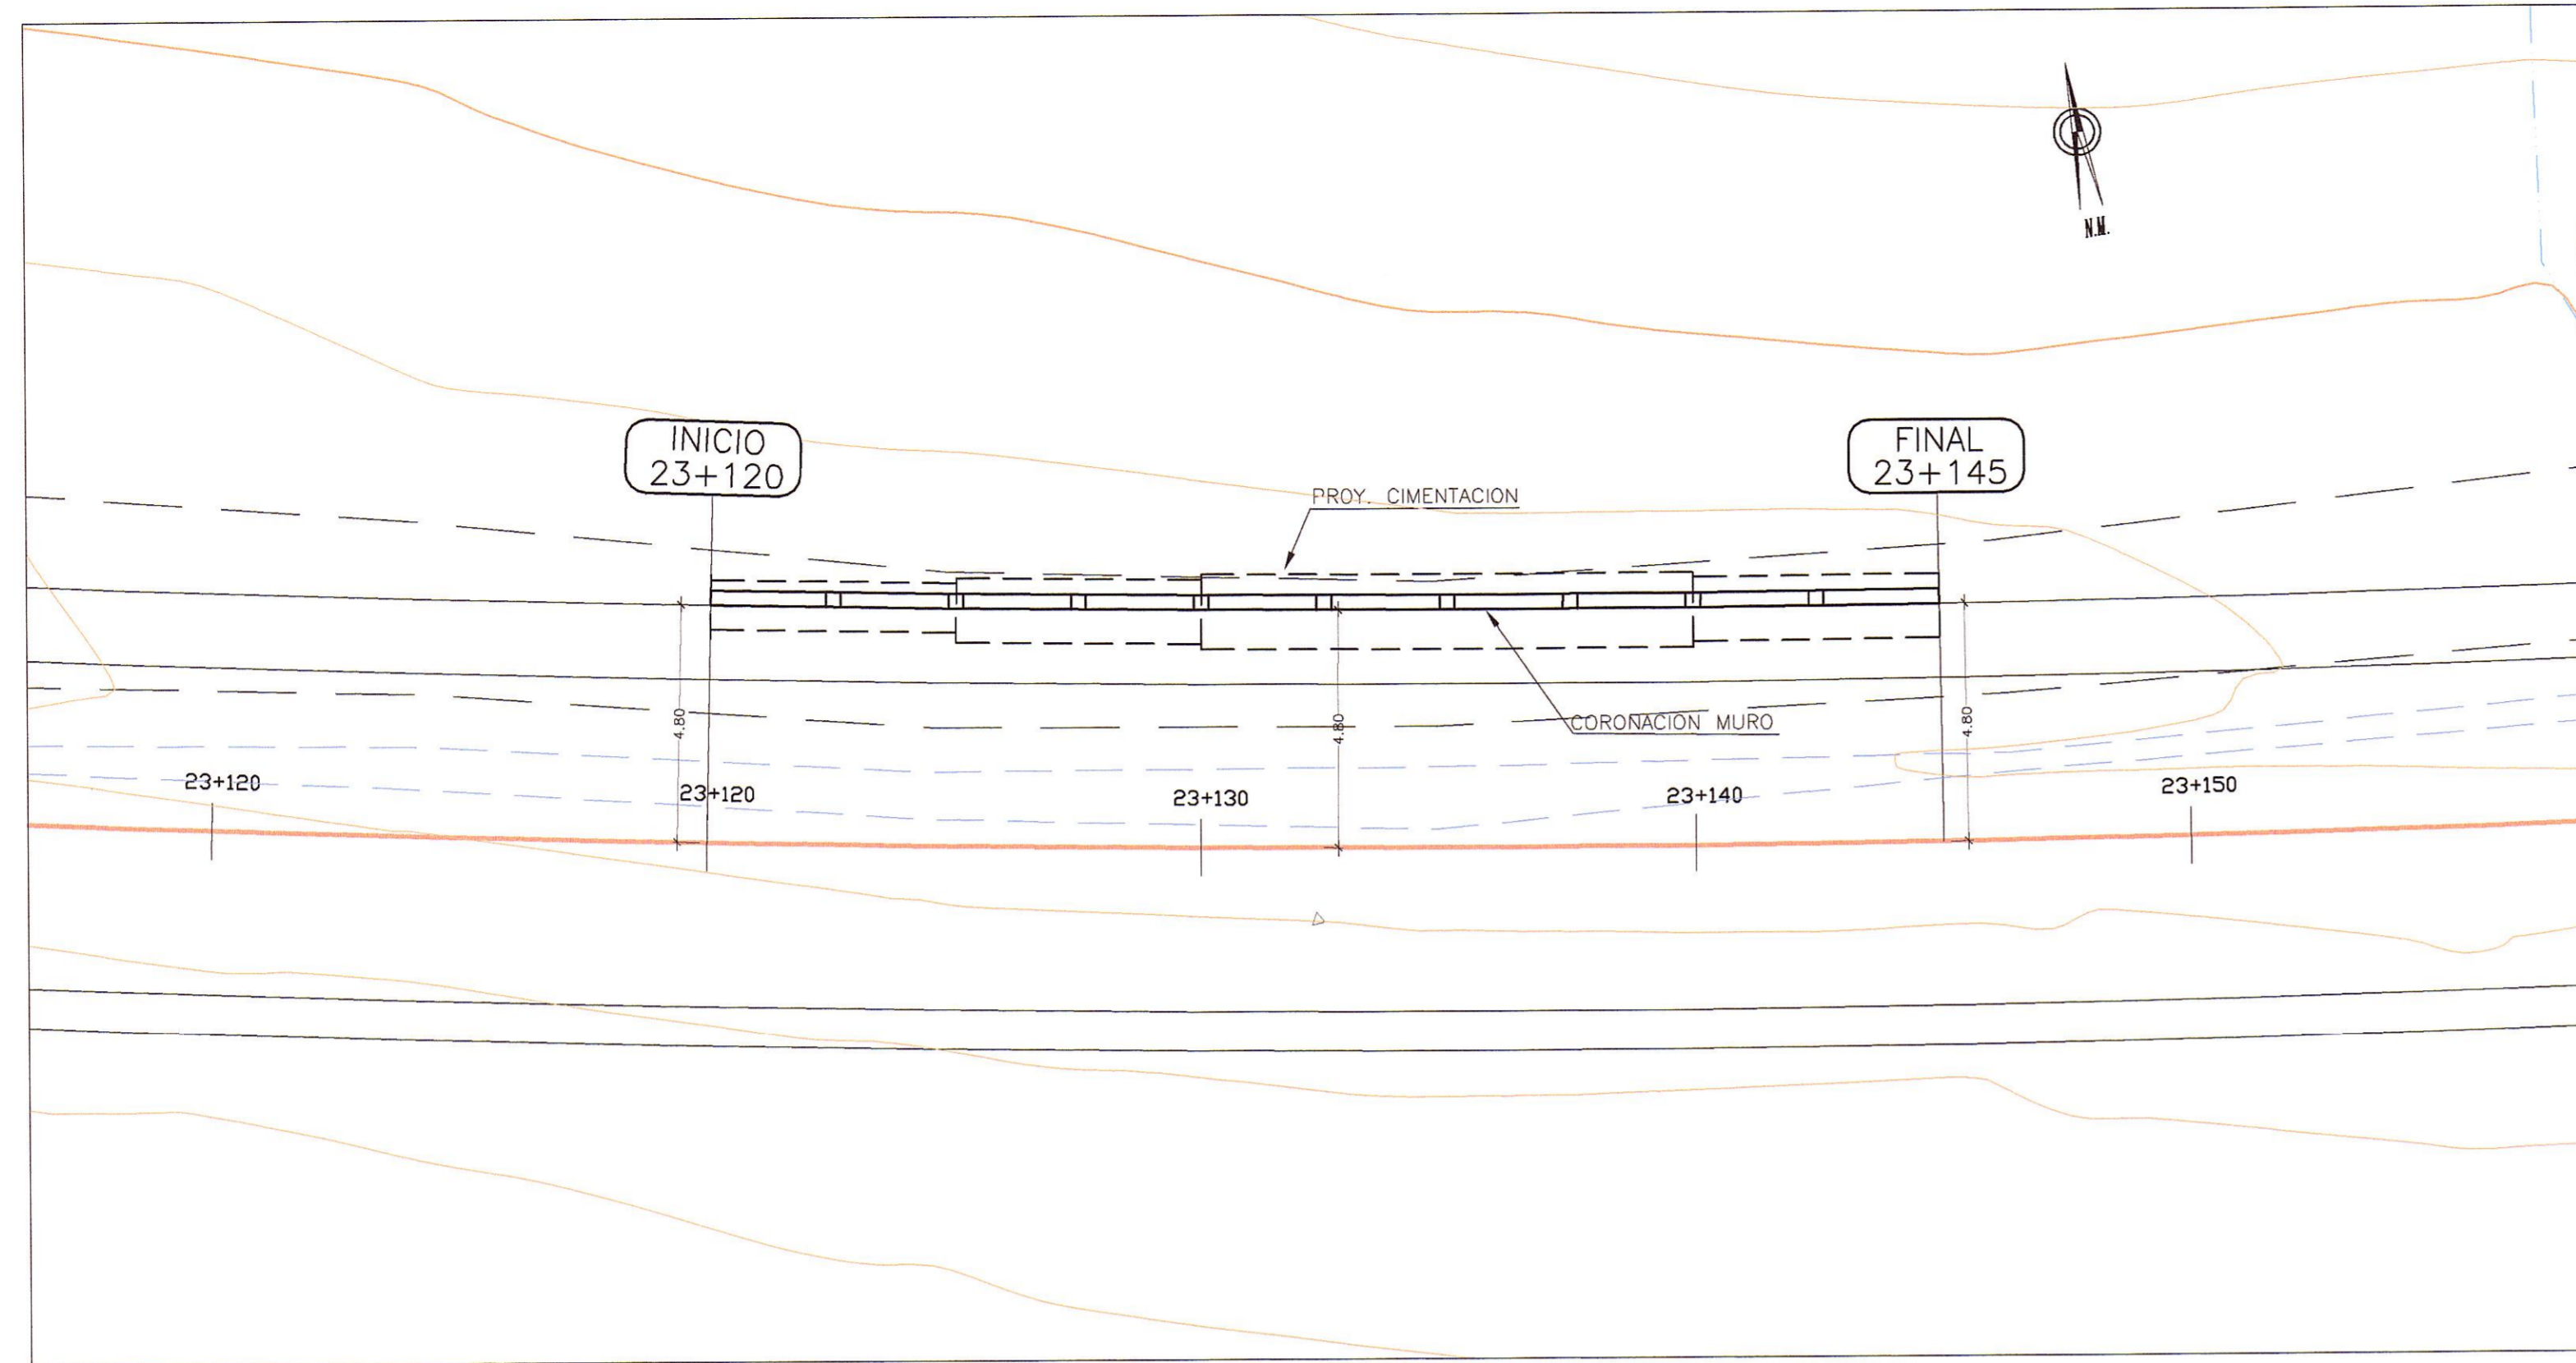 N.M.
INICIO
23+120
FINAL
23+145
PROY. CIMENTACION
CORONACION MURO
4.80
4.80
4.80
23+120
23+120
23+130
23+140
23+150